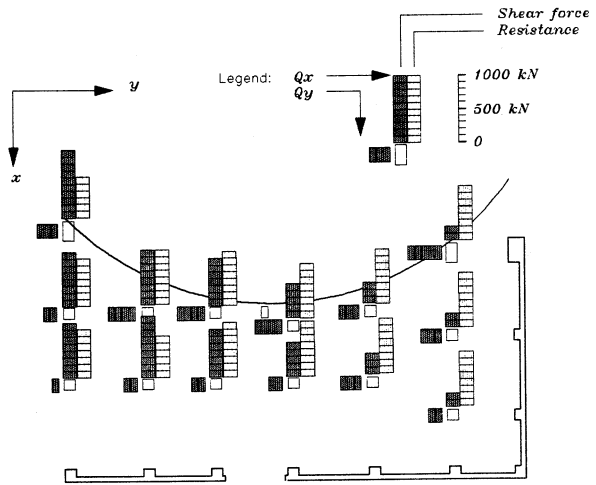 Shear force
Resistance
y
Legend: Qx
Qy
1000 kN
500 kN
0
x